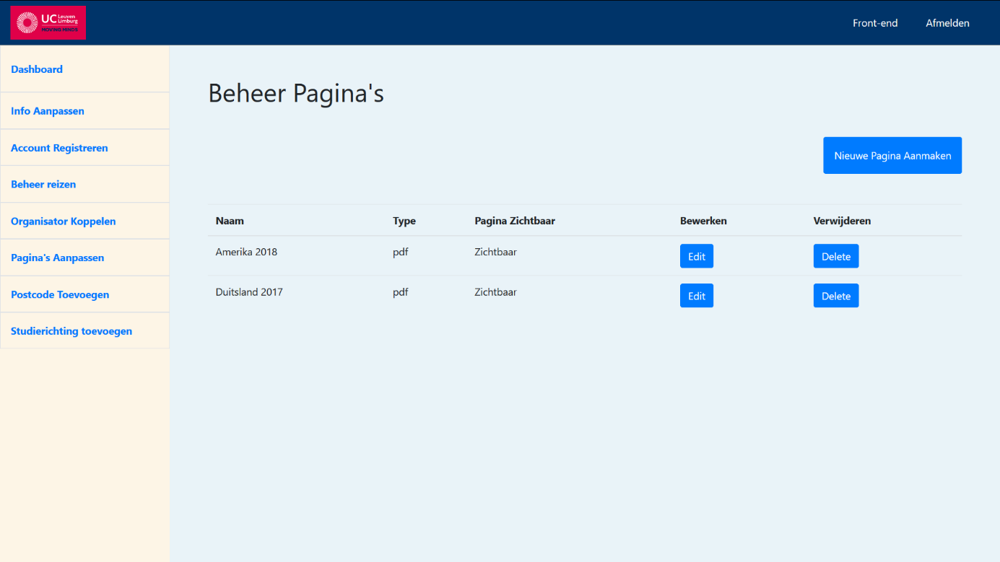 UC Leuven Limburg
MOVING MINDS
Front-end
Afmelden
Dashboard
Info Aanpassen
Account Registreren
Beheer reizen
Organisator Koppelen
Pagina's Aanpassen
Postcode Toevoegen
Studierichting toevoegen
Beheer Pagina's
Nieuwe Pagina Aanmaken
Naam Type Pagina Zichtbaar Bewerken Verwijderen
Amerika 2018 pdf Zichtbaar Edit Delete
Duitsland 2017 pdf Zichtbaar Edit Delete